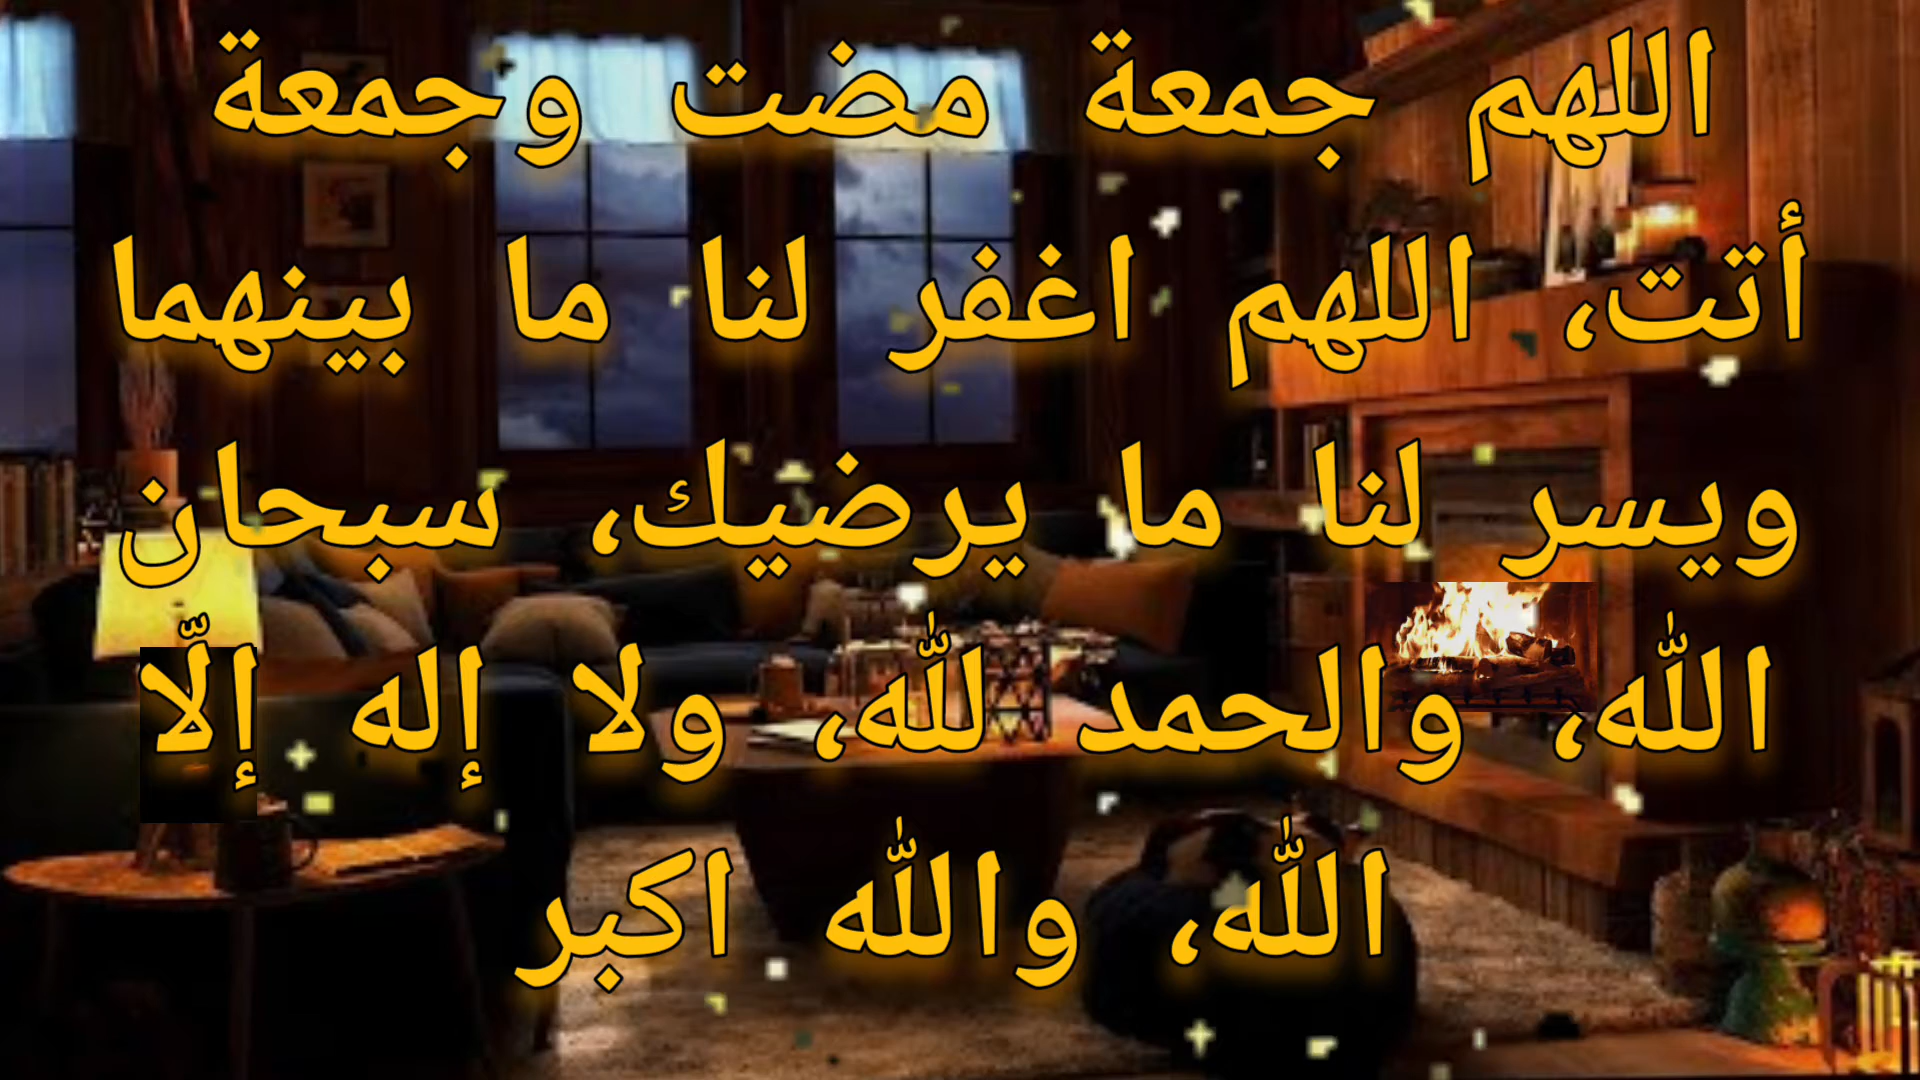 اللهم جمعة مضت وجمعة
أتت، اللهم اغفر لنا ما بينهما
ويسر لنا ما يرضيك، سبحان
الله، والحمد لله، ولا إله إلّا
الله، والله اكبر